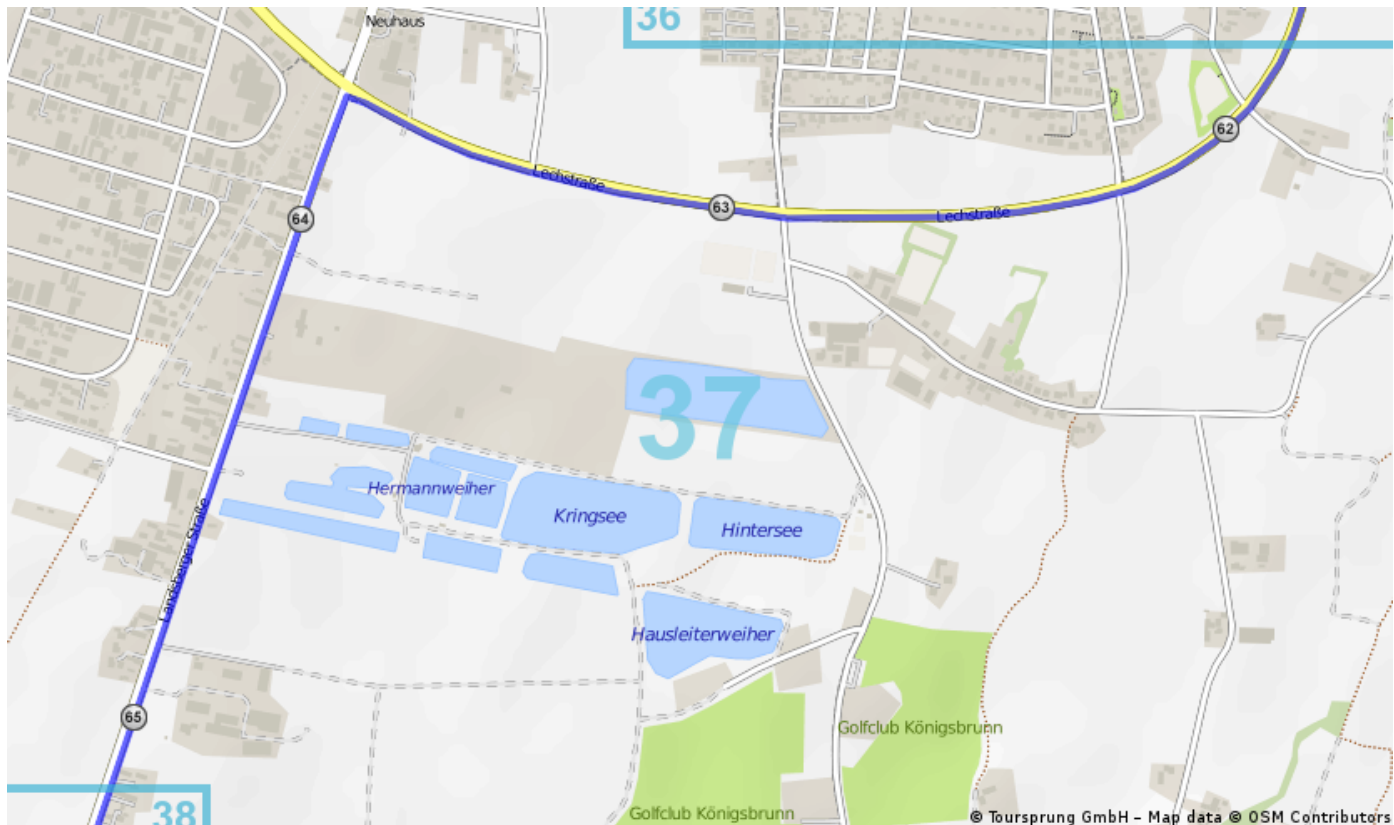 Neuhaus
36
62
Lechstraße
63
Lechstraße
64
37
Hermannweiher
Kringsee
Hintersee
Landsberger Straße
Hausleiterweiher
65
Golfclub Königsbrunn
38
Golfclub Königsbrunn
© Toursprung GmbH – Map data © OSM Contributors